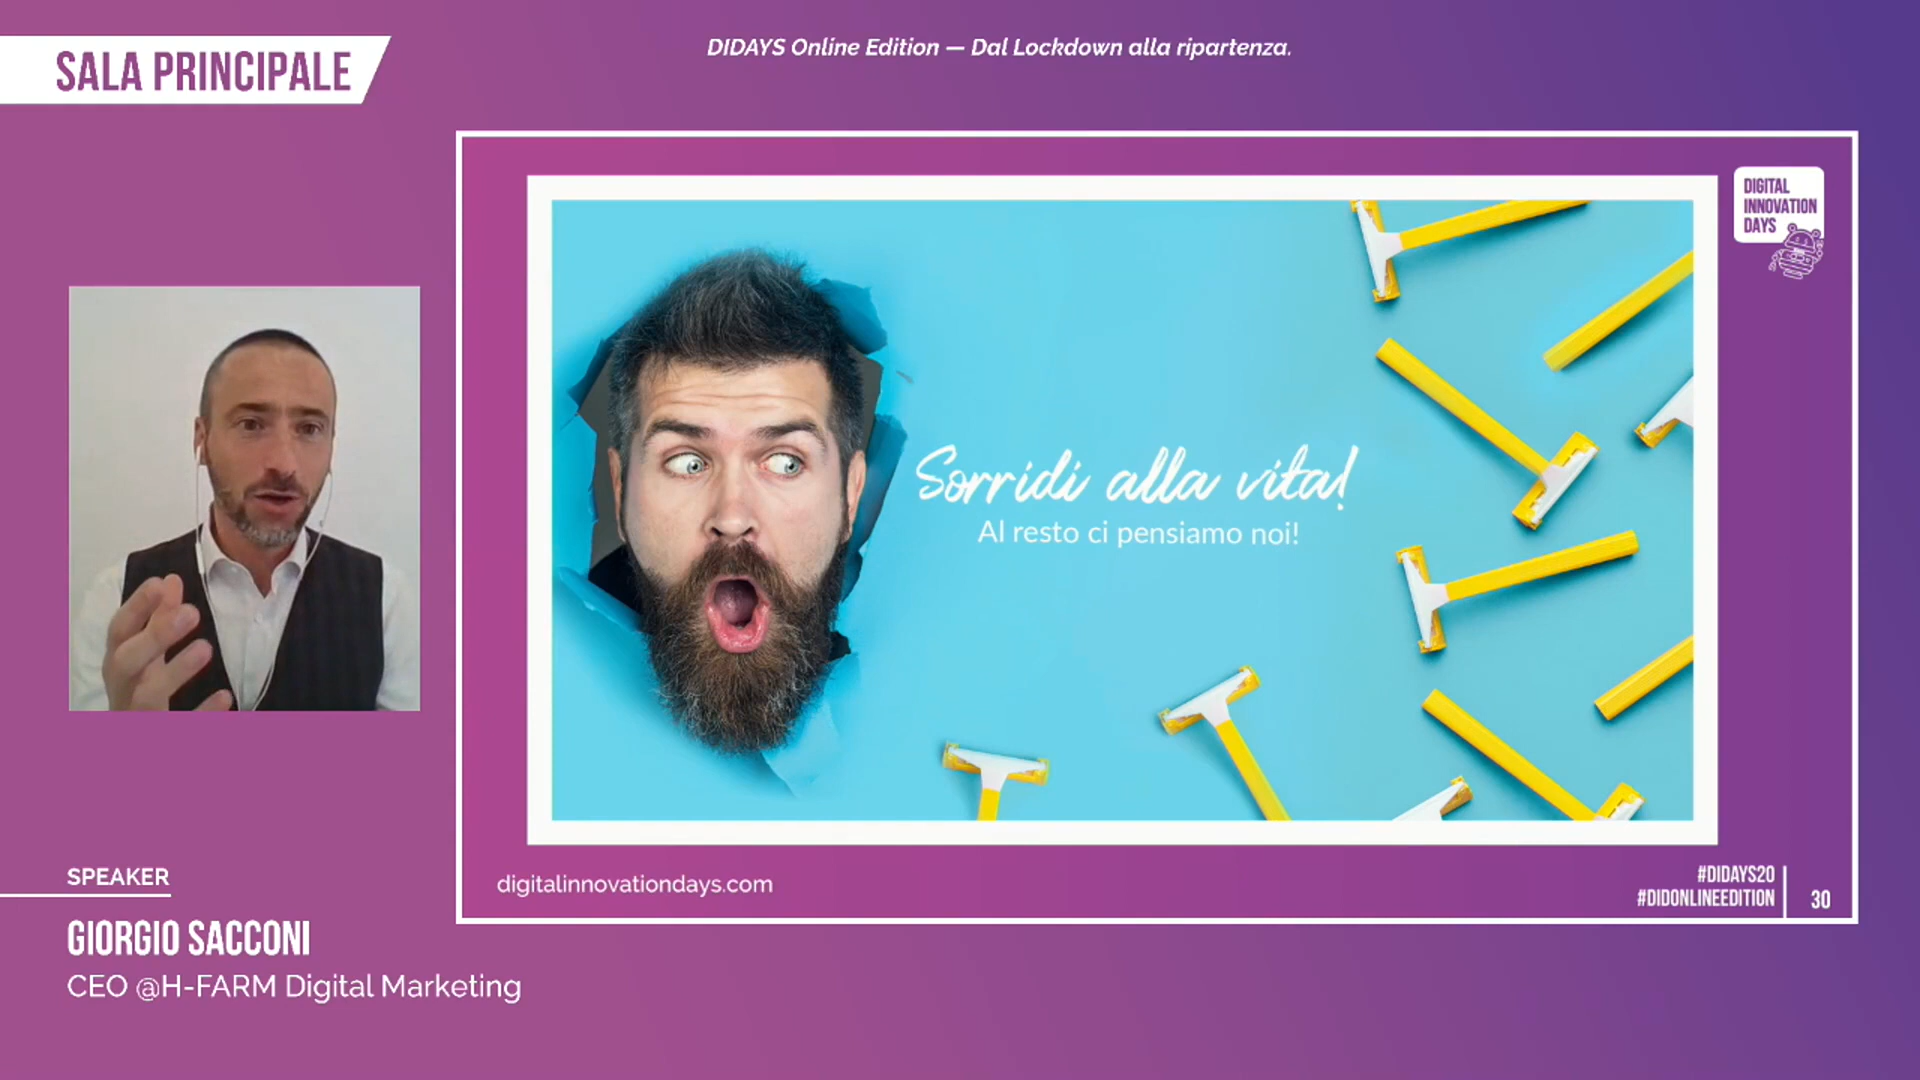 SALA PRINCIPALE
DIDAYS Online Edition — Dal Lockdown alla ripartenza.
DIGITAL
INNOVATION
DAYS
Sorridi alla vita!
Al resto ci pensiamo noi!
digitalinnovationdays.com
#DIDAYS20
#DIDONLINEEDITION
30
SPEAKER
GIORGIO SACCONI
CEO @H-FARM Digital Marketing